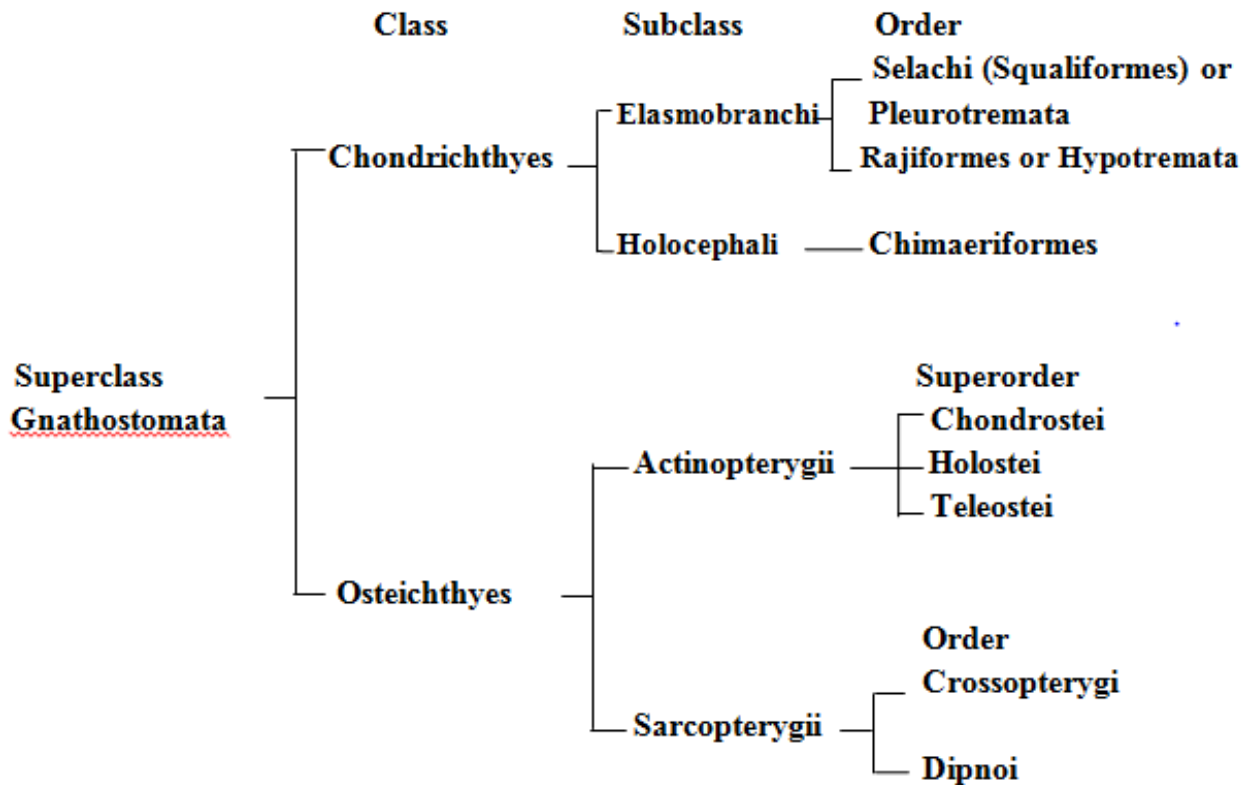 Class Subclass Order
Selachi (Squaliformes) or
Elasmobranchi Pleurotremata
Chondrichthyes Rajiformes or Hypotremata
Holocephali Chimaeriformes
Superclass Superorder
Gnathostomata Chondrostei
Actinopterygii Holostei
Teleostei
Osteichthyes
Order
Crossopterygi
Sarcopterygii
Dipnoi